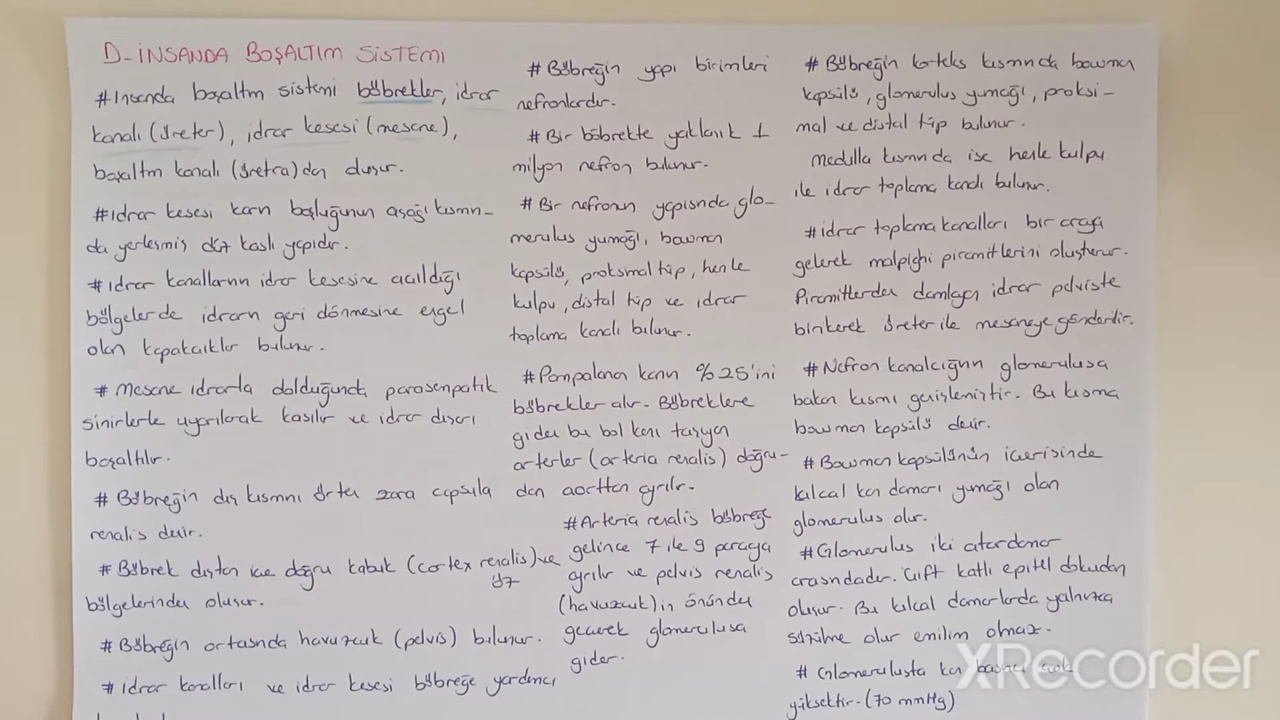 D-İNSANDA BOŞALTIM SİSTEMİ
#İnsanda boşaltım sistemi böbrekler, idrar
kanalı (üreter), idrar kesesi (mesane),
boşaltım kanalı (üretra)dan oluşur.
#idrar kesesi karın boşluğunun aşağı kısmın-
da yerleşmiş düz kaslı yapıdır.
#idrar kanallarının idrar kesesine açıldığı
bölgelerde idrarın geri dönmesine engel
olan kapakçıklar bulunur.
# Mesane idrarla dolduğunda parasempatik
sinirlerle uyarılarak kasılır ve idrar dışarı
boşaltılır.
# Böbreğin dış kısmını örten zara capsula
renalis denir.
# Böbrek dıştan içe doğru kabuk (cortex renalis) ve
öz
bölgelerinden oluşur.
# Böbreğin ortasında havuzcuk (pelvis) bulunur.
# idrar kanalları ve idrar kesesi böbreğe yardımcı
# Böbreğin yapı birimleri
nefronlardır.
# Bir böbrekte yaklaşık 1
milyon nefron bulunur.
# Bir nefronun yapısında glo-
merulus yumağı, bowman
kapsülü, proksimal tüp, henle
kulpu, distal tüp ve idrar
toplama kanalı bulunur.
#Pompalanan kanın %25'ini
böbrekler alır. Böbreklere
giden bu bol kanı taşıyan
arterler (arteria renalis) doğru-
dan aorttan ayrılır.
#Arteria renalis böbreğe
gelince 7 ile 9 parçaya
ayrılır ve pelvis renalis
(havuzcuk)in önünden
geçerek glomerulusa
gider.
# Böbreğin korteks kısmında bowman
kapsülü, glomerulus yumağı, proksi-
mal ve distal tüp bulunur.
Medulla kısmında ise henle kulpu
ile idrar toplama kanalı bulunur.
#idrar toplama kanalları bir araya
gelerek malpighi piramitlerini oluşturur.
Piramitlerden damlayan idrar pelviste
birikerek üreter ile mesaneye gönderilir.
#Nefron kanalcığının glomerulusa
bakan kısmı genişlemiştir. Bu kısma
bowman kapsülü denir.
#Bowman kapsülünün içerisinde
kılcal kan damarı yumağı olan
glomerulus olur.
#Glomerulus iki atardamar
arasındadır. Çift katlı epitel dokudan
oluşur. Bu kılcal damarlarda yalnızca
süzülme olur emilim olmaz.
# Glomerulusta kan basıncı çok
yüksektir. (70 mmHg)
XRecorder